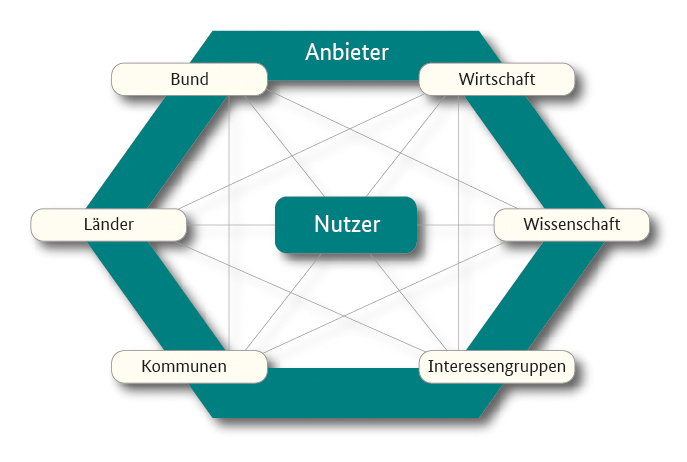 Anbieter
Bund
Wirtschaft
Länder
Nutzer
Wissenschaft
Kommunen
Interessengruppen